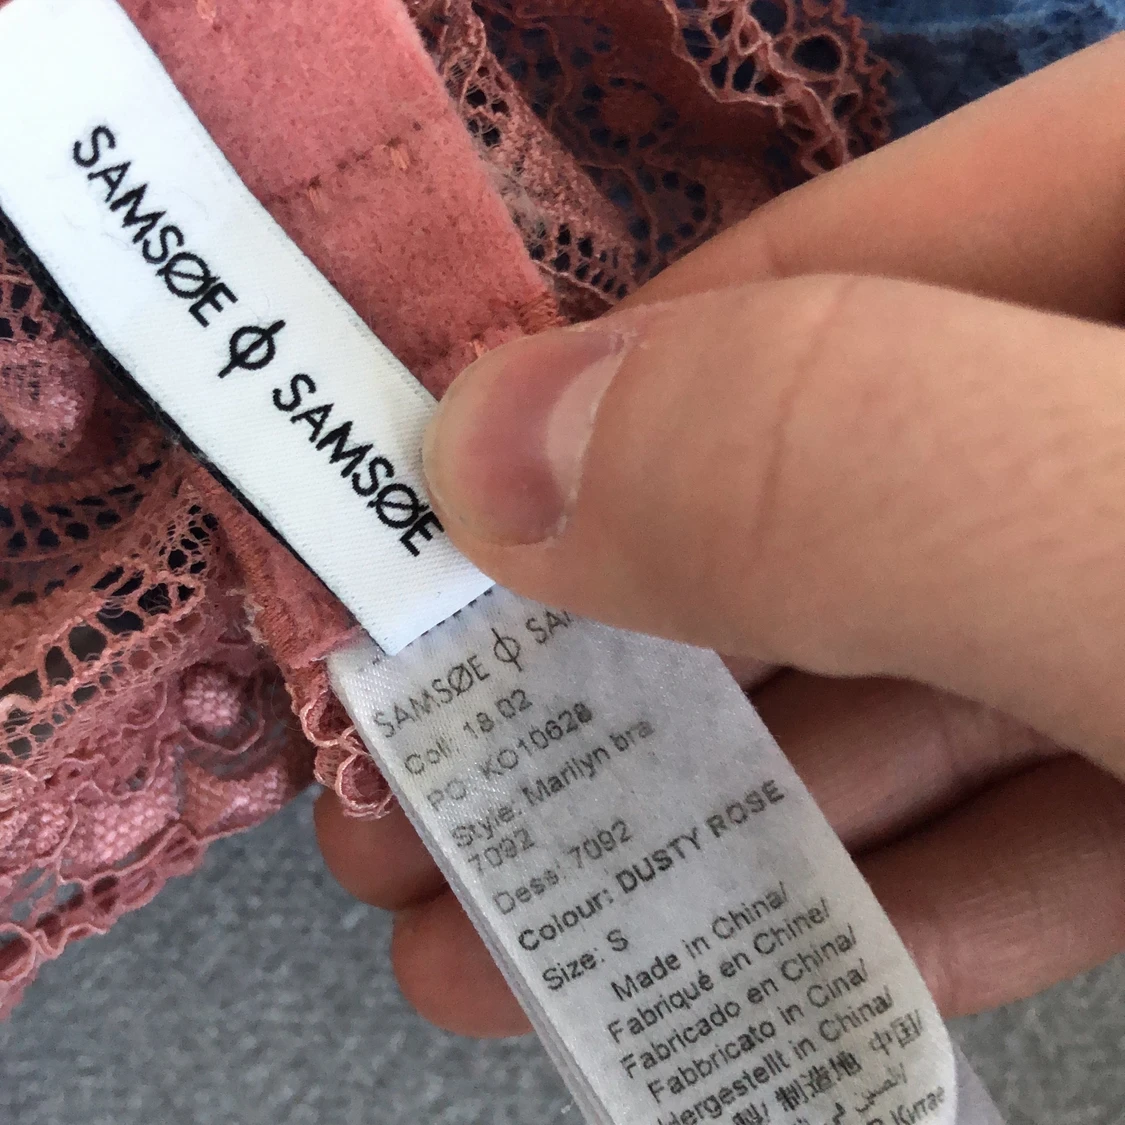 SAMSØE ϕ SAMSØE
SAMSØE ϕ
Coll: 18 02
PO: KO10628
Style: Marilyn bra
7092
Dess: 7092
Colour: DUSTY ROSE
Size: S
Made in China/
Fabriqué en Chine/
Fabricado en China/
Fabbricato in Cina/
Hergestellt in China/
制造地 中国/
الصين
Китае